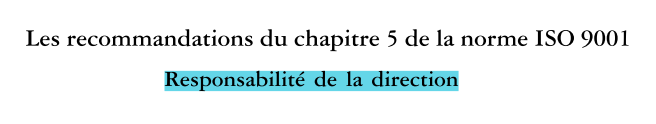 Les recommandations du chapitre 5 de la norme ISO 9001
Responsabilité de la direction